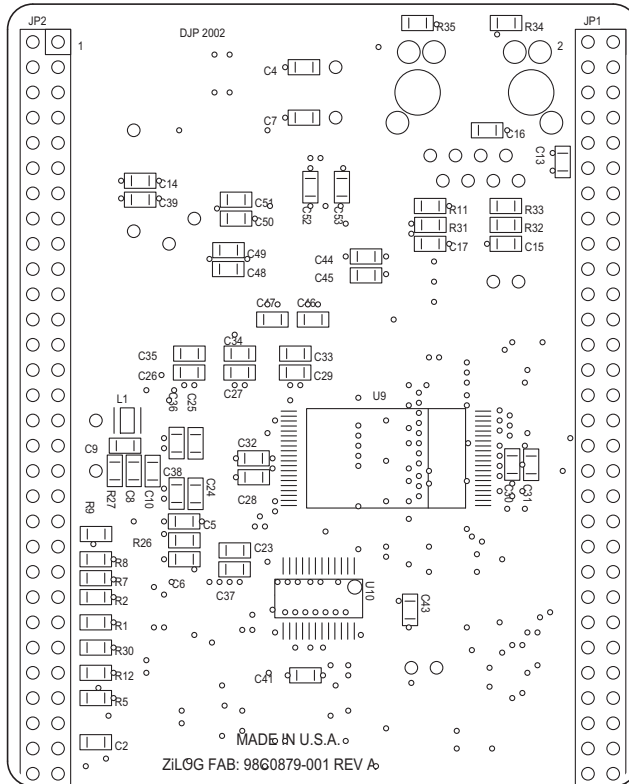 JP2
R35
R34
JP1
1
DJP 2002
2
C4
C7
C16
C13
C14
C39
C51
C50
C52
C53
R11
R33
R31
R32
C17
C15
C49
C48
C44
C45
C47
C46
C34
C35
C33
C26
C27
C29
C36
C25
L1
U9
C9
C32
C38
C28
C24
C30
C31
R27
C8
C10
R9
C5
R26
C23
R8
R7
C6
C37
U10
C43
R2
R1
R30
R12
C41
R5
C2
MADE IN U.S.A.
ZiLOG FAB: 98C0879-001 REV A